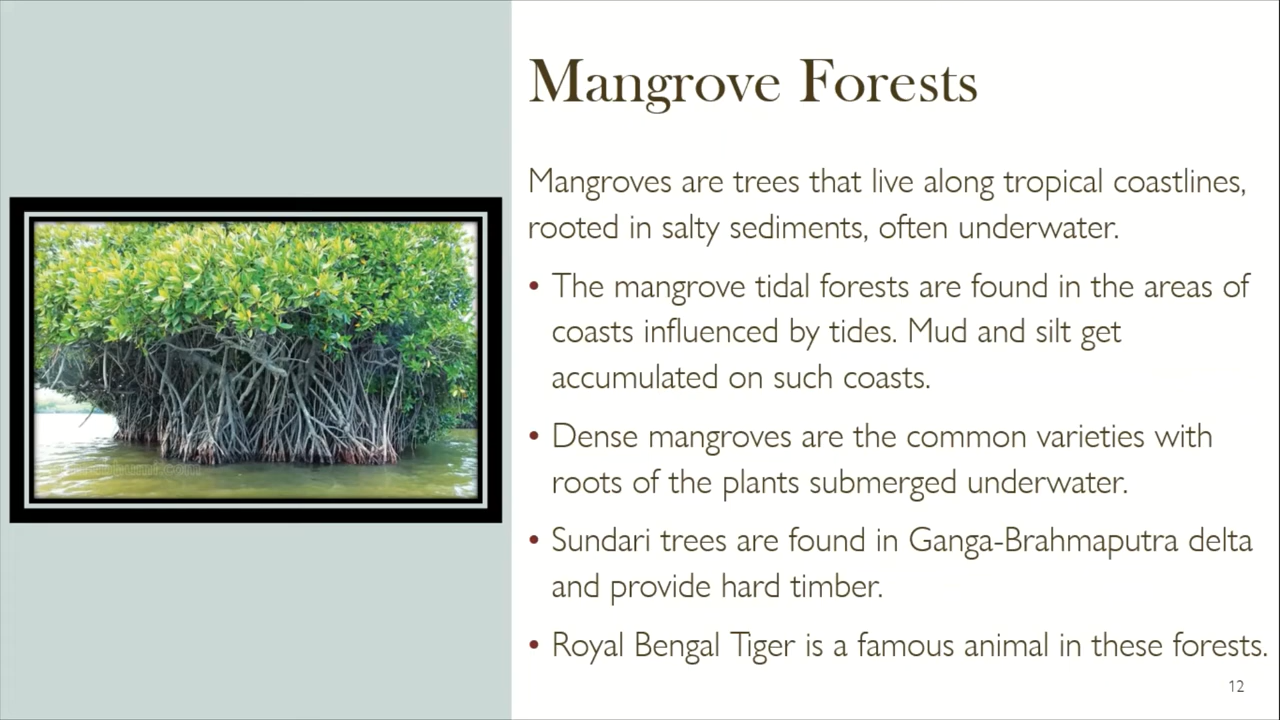 Mangrove Forests
Mangroves are trees that live along tropical coastlines,
rooted in salty sediments, often underwater.
• The mangrove tidal forests are found in the areas of
coasts influenced by tides. Mud and silt get
accumulated on such coasts.
• Dense mangroves are the common varieties with
roots of the plants submerged underwater.
• Sundari trees are found in Ganga-Brahmaputra delta
and provide hard timber.
• Royal Bengal Tiger is a famous animal in these forests.
12